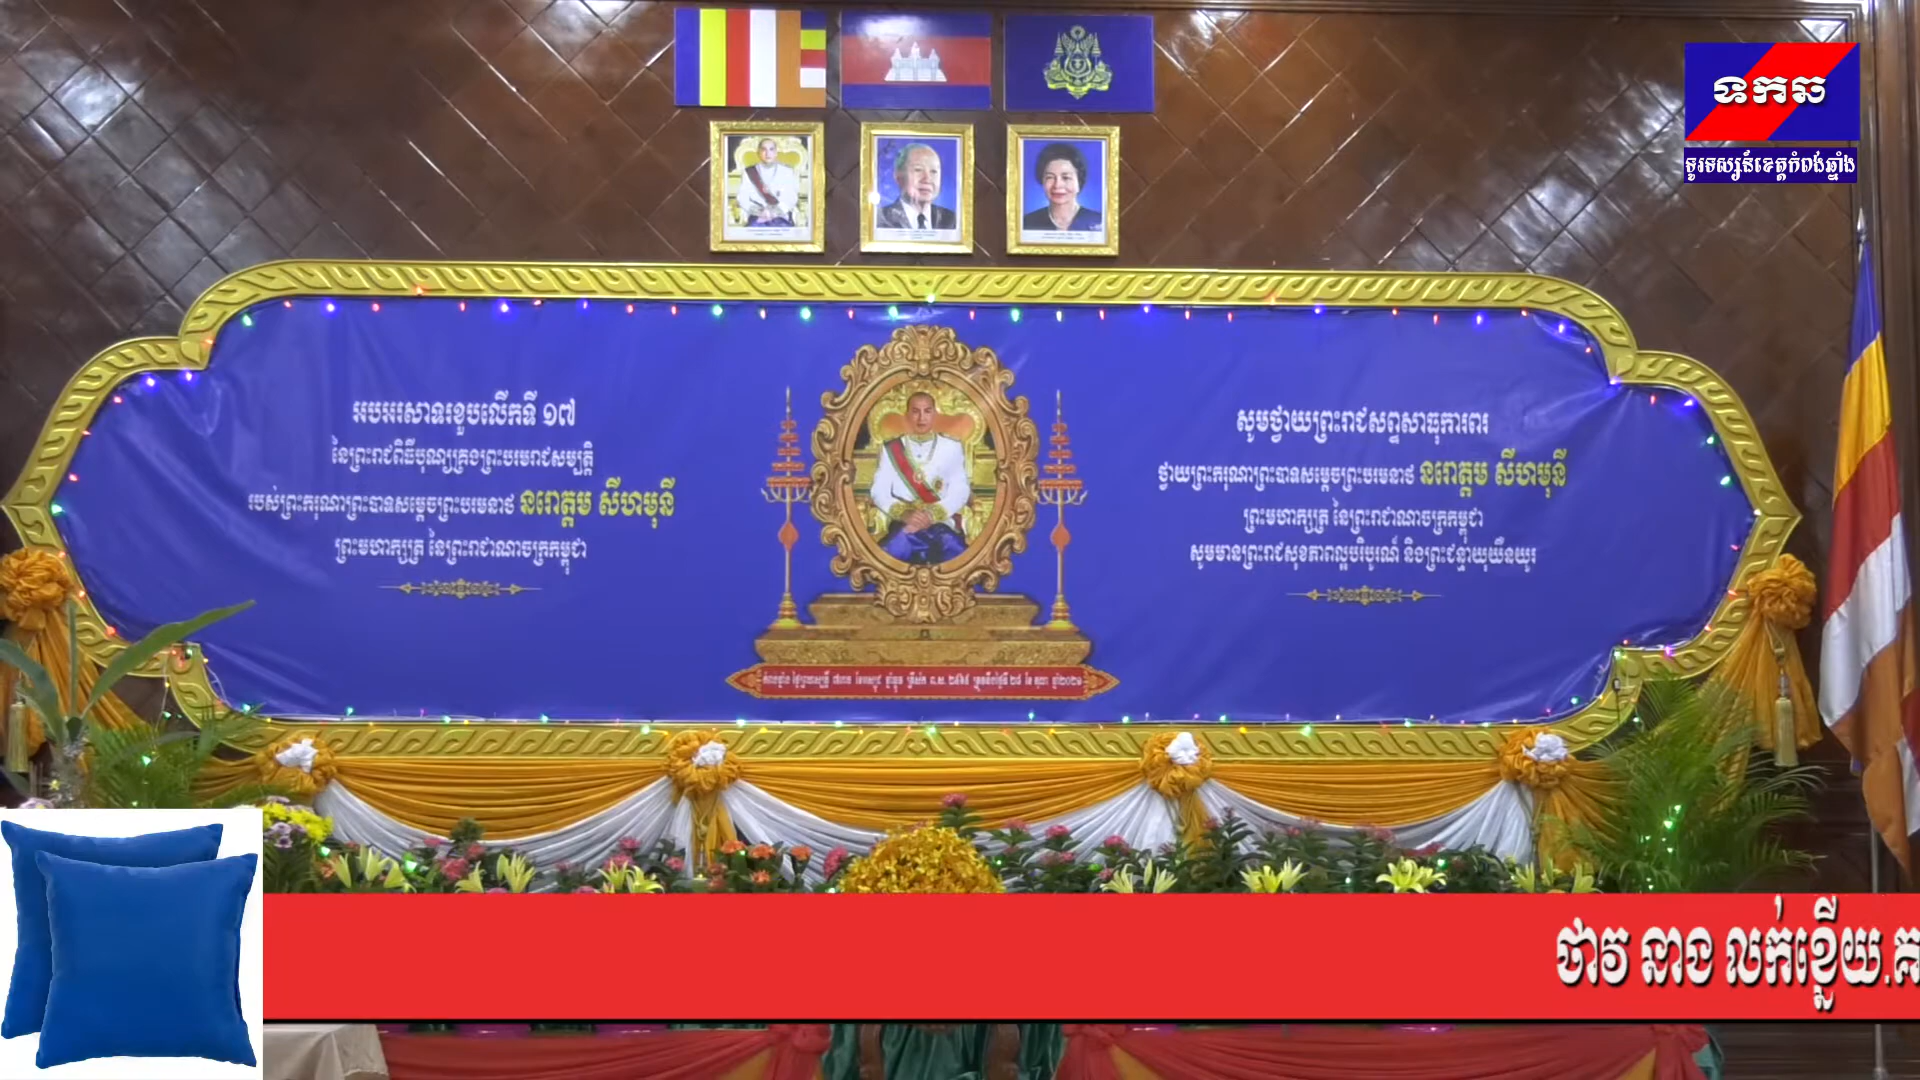 ទកឆ
ទូរទស្សន៍ខេត្តកំពង់ឆ្នាំង
អបអរសាទរខួបលើកទី ១៧
នៃព្រះរាជពិធីបុណ្យគ្រងព្រះបរមរាជសម្បត្តិ
របស់ព្រះករុណាព្រះបាទសម្តេចព្រះបរមនាថ នរោត្តម សីហមុនី
ព្រះមហាក្សត្រ នៃព្រះរាជាណាចក្រកម្ពុជា
សូមថ្វាយព្រះរាជសព្ទសាធុការពរ
ថ្វាយព្រះករុណាព្រះបាទសម្តេចព្រះបរមនាថ នរោត្តម សីហមុនី
ព្រះមហាក្សត្រ នៃព្រះរាជាណាចក្រកម្ពុជា
សូមមានព្រះរាជសុខភាពល្អបរិបូរណ៍ និងព្រះជន្មាយុយឺនយូរ
ថាវ នាង លក់ខ្នើយ.គ